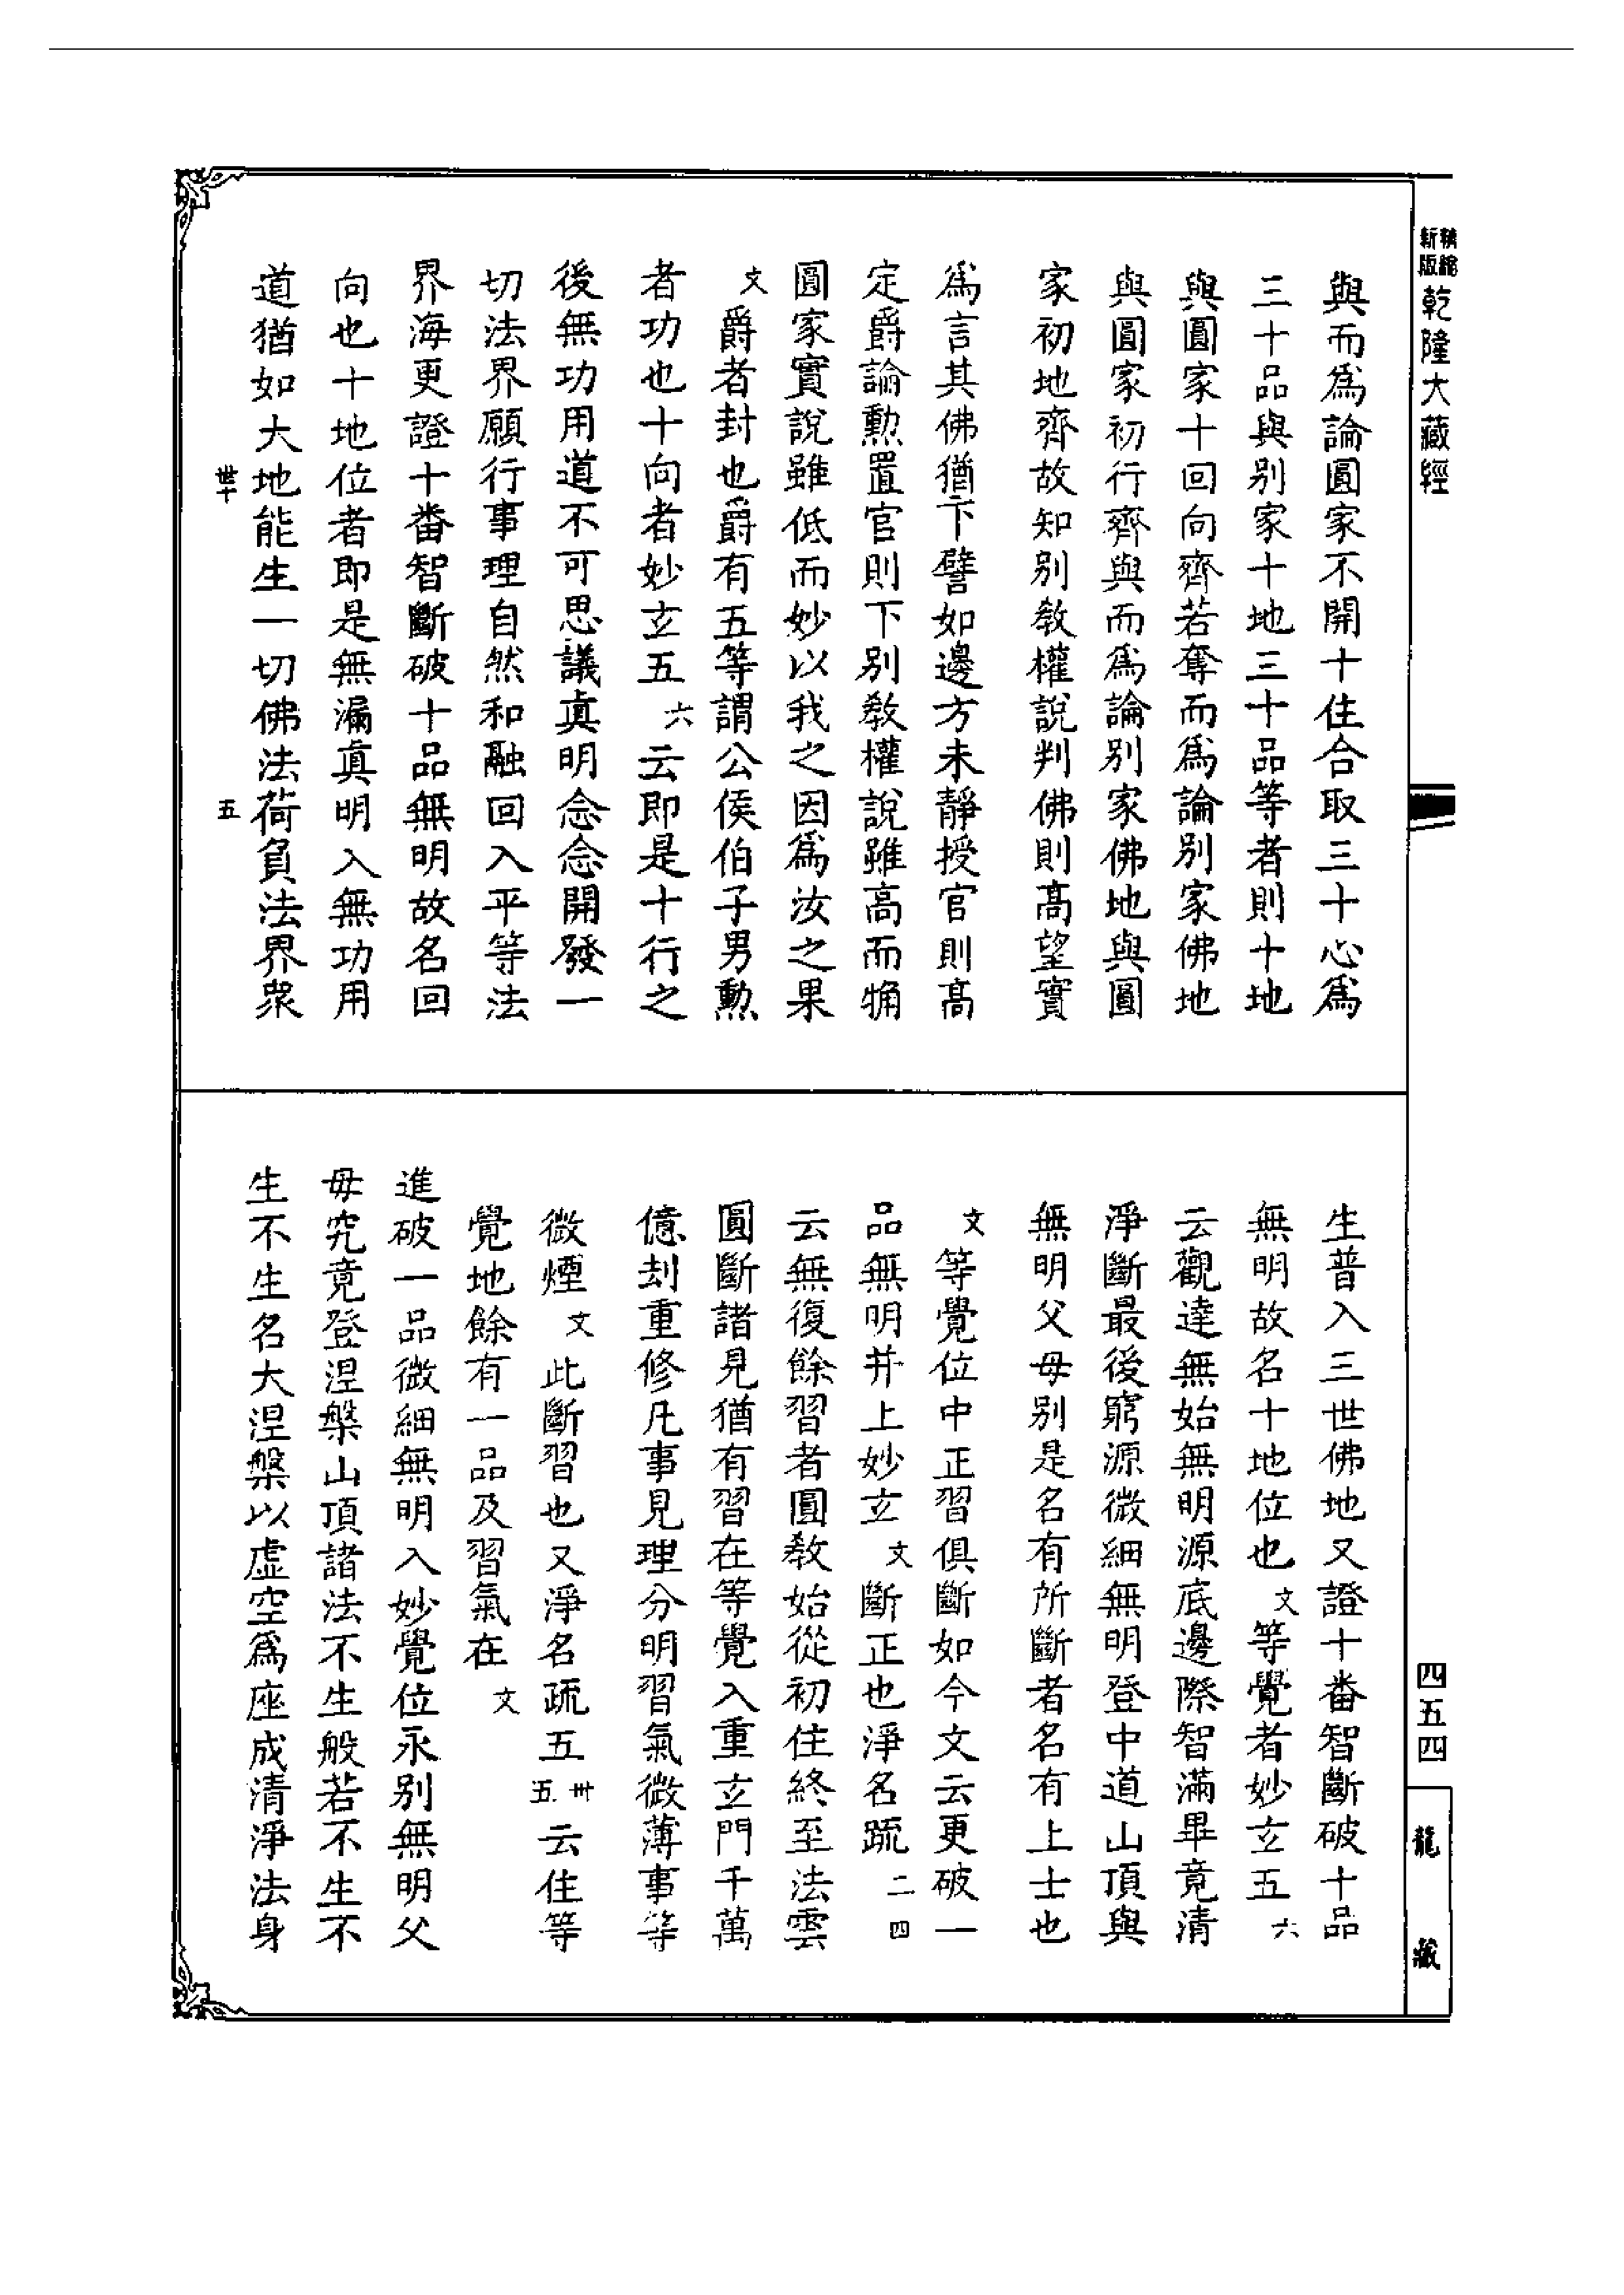 新版精縮
乾隆大藏經
與而爲論圓家不開十住合取三十心爲
三十品與別家十地三十品等者則十地
與圓家十回向齊若奪而爲論別家佛地
與圓家初行齊與而爲論別家佛地與圓
家初地齊故知別教權說判佛則高望實
爲言其佛猶下譬如邊方未靜授官則高
定爵論勲置官則下別教權說雖高而觕
圓家實說雖低而妙以我之因爲汝之果
文爵者封也爵有五等謂公侯伯子男勲
者功也十向者妙玄五六云即是十行之
後無功用道不可思議真明念念開發一
切法界願行事理自然和融回入平等法
界海更證十番智斷破十品無明故名回
向也十地位者即是無漏真明入無功用
道猶如大地能生一切佛法荷負法界衆
世十 五
生普入三世佛地又證十番智斷破十品
無明故名十地位也文等覺者妙玄五六
云觀達無始無明源底邊際智滿畢竟清
淨斷最後窮源微細無明登中道山頂與
無明父母別是名有所斷者名有上士也
文等覺位中正習俱斷如今文云更破一
品無明并上妙玄文斷正也淨名疏二四
云無復餘習者圓教始從初住終至法雲
圓斷諸見猶有習在等覺入重玄門千萬
億刦重修凡事見理分明習氣微薄事等
微煙文此斷習也又淨名疏五卅五云住等
覺地餘有一品及習氣在文
進破一品微細無明入妙覺位永別無明父
母究竟登涅槃山頂諸法不生般若不生不
生不生名大涅槃以虛空爲座成清淨法身
四五四
龍藏